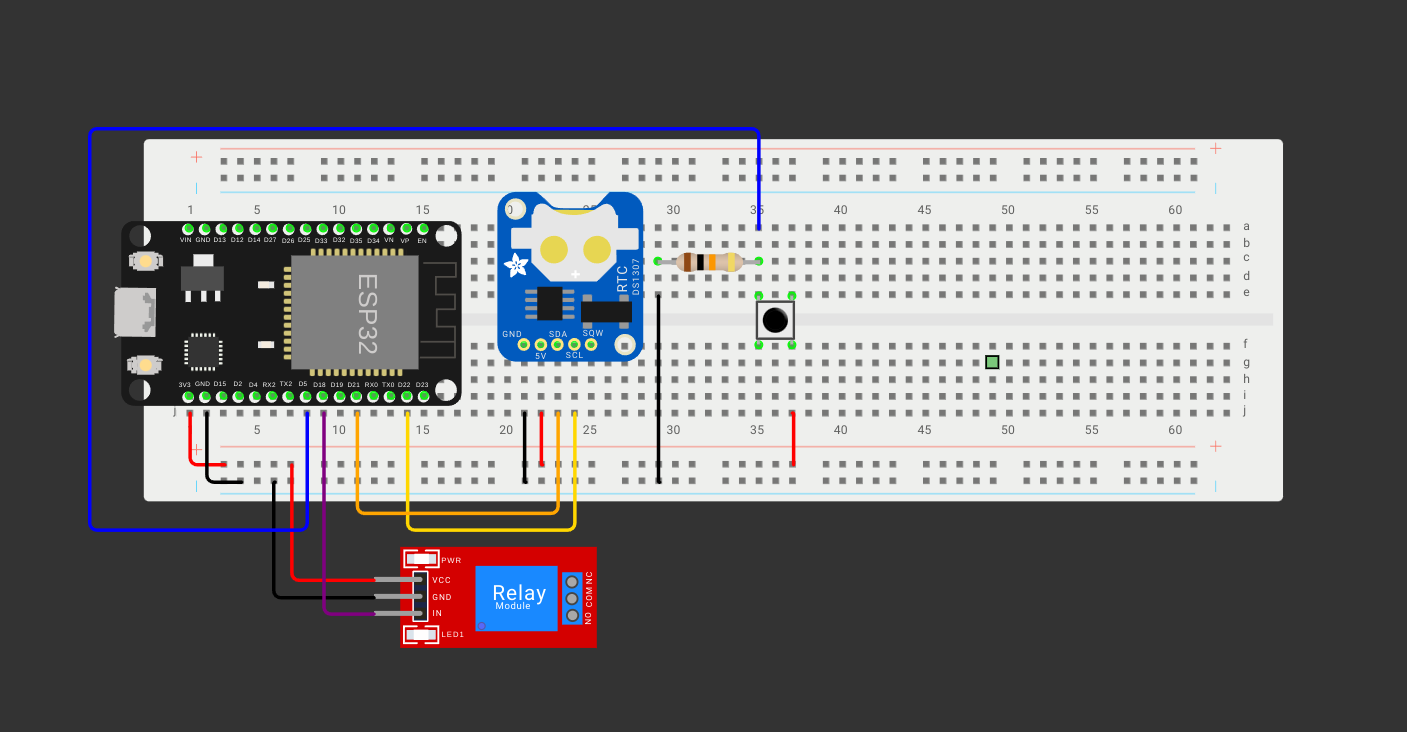 + +
1 5 10 15 0 25 30 35 40 45 50 55 60
a
b
c
d
e
f
g
h
i
j
j
VIN GND D13 D12 D14 D27 D26 D25 D33 D32 D35 D34 VN VP EN
ESP32
3V3 GND D15 D2 D4 RX2 TX2 D5 D18 D19 D21 RX0 TX0 D22 D23
RTC
DS1307
+
GND SDA SQW
5V SCL
5 10 15 20 25 30 35 40 45 50 55 60
+ +
PWR
VCC
GND
IN
LED1
Relay
Module
NO COM NC